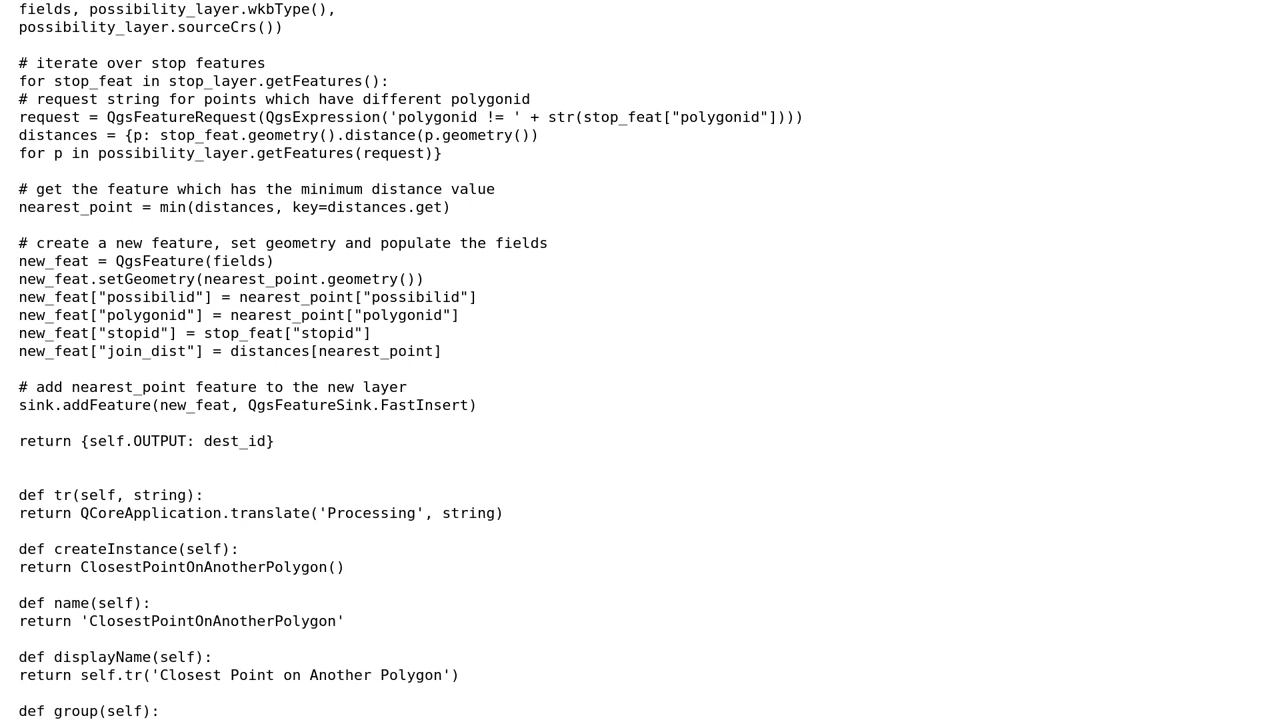 fields, possibility_layer.wkbType(),
possibility_layer.sourceCrs())
# iterate over stop features
for stop_feat in stop_layer.getFeatures():
# request string for points which have different polygonid
request = QgsFeatureRequest(QgsExpression('polygonid != ' + str(stop_feat["polygonid"])))
distances = {p: stop_feat.geometry().distance(p.geometry())
for p in possibility_layer.getFeatures(request)}
# get the feature which has the minimum distance value
nearest_point = min(distances, key=distances.get)
# create a new feature, set geometry and populate the fields
new_feat = QgsFeature(fields)
new_feat.setGeometry(nearest_point.geometry())
new_feat["possibilid"] = nearest_point["possibilid"]
new_feat["polygonid"] = nearest_point["polygonid"]
new_feat["stopid"] = stop_feat["stopid"]
new_feat["join_dist"] = distances[nearest_point]
# add nearest_point feature to the new layer
sink.addFeature(new_feat, QgsFeatureSink.FastInsert)
return {self.OUTPUT: dest_id}
def tr(self, string):
return QCoreApplication.translate('Processing', string)
def createInstance(self):
return ClosestPointOnAnotherPolygon()
def name(self):
return 'ClosestPointOnAnotherPolygon'
def displayName(self):
return self.tr('Closest Point on Another Polygon')
def group(self):